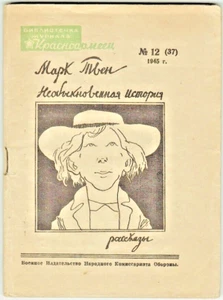 БИБЛИОТЕКА
ЖУРНАЛА
Красноармеец
№ 12 (37)
1945 г.
Марк Твен
Необыкновенная История
рассказы
Военное Издательство Народного Комиссариата Обороны.